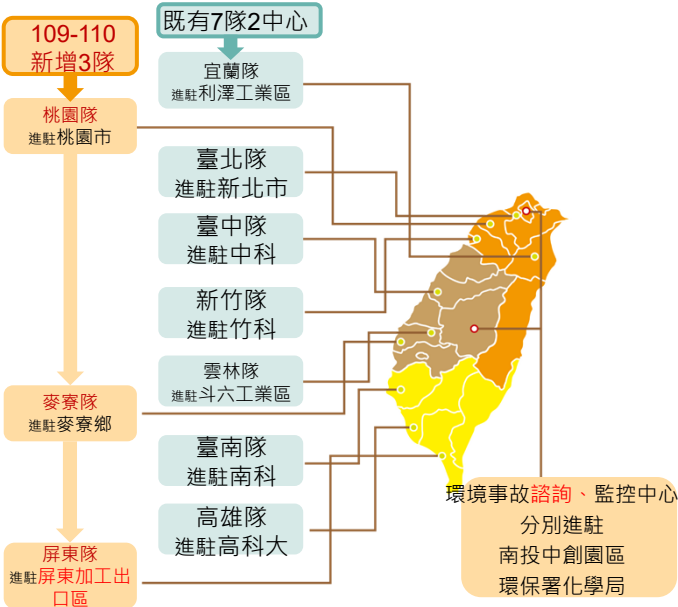 109-110
新增3隊
桃園隊
進駐桃園市
麥寮隊
進駐麥寮鄉
屏東隊
進駐屏東加工出
口區
既有7隊2中心
宜蘭隊
進駐利澤工業區
臺北隊
進駐新北市
臺中隊
進駐中科
新竹隊
進駐竹科
雲林隊
進駐斗六工業區
臺南隊
進駐南科
高雄隊
進駐高科大
環境事故諮詢、監控中心
分別進駐
南投中創園區
環保署化學局